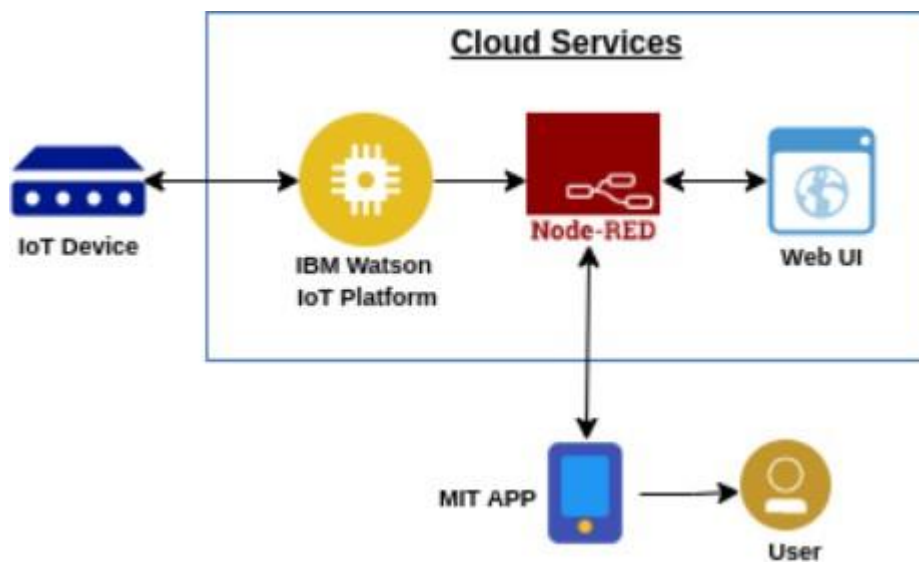 Cloud Services
IoT Device
IBM Watson
IoT Platform
Node-RED
Web UI
MIT APP
User